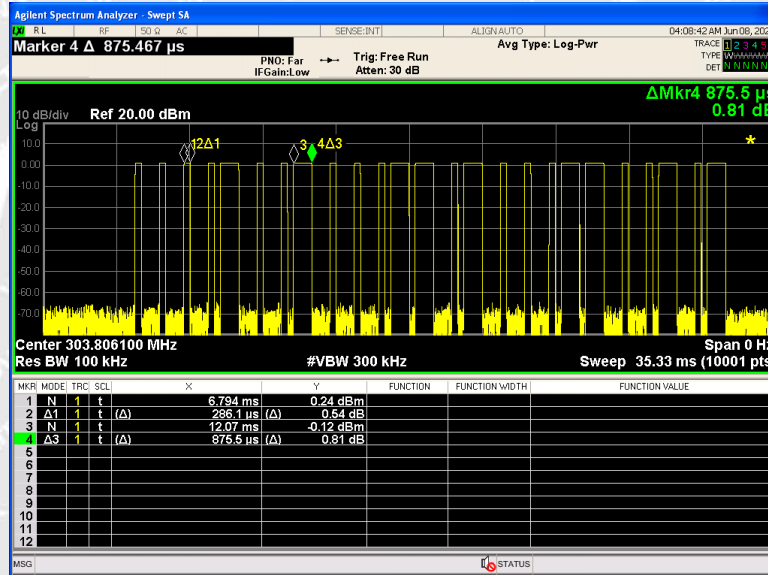 Agilent Spectrum Analyzer - Swept SA
LXI RL RF 50 Ω AC SENSE:INT ALIGN AUTO 04:08:42 AM Jun 08, 202
Marker 4 Δ 875.467 µs
PNO: Far
IFGain:Low
Trig: Free Run
Atten: 30 dB
Avg Type: Log-Pwr
TRACE 1 2 3 4 5
TYPE W
DET N N N N N
ΔMkr4 875.5 µs
0.81 dB
10 dB/div Ref 20.00 dBm
Log
10.0
0.00
-10.0
-20.0
-30.0
-40.0
-50.0
-60.0
-70.0
12Δ1
3
4Δ3
*
Center 303.806100 MHz Span 0 Hz
Res BW 100 kHz #VBW 300 kHz Sweep 35.33 ms (10001 pts
MKR MODE TRC SCL X Y FUNCTION FUNCTION WIDTH FUNCTION VALUE
1 N 1 t 6.794 ms 0.24 dBm
2 Δ1 1 t (Δ) 286.1 µs (Δ) 0.54 dB
3 N 1 t 12.07 ms -0.12 dBm
4 Δ3 1 t (Δ) 875.5 µs (Δ) 0.81 dB
5
6
7
8
9
10
11
12
MSG STATUS